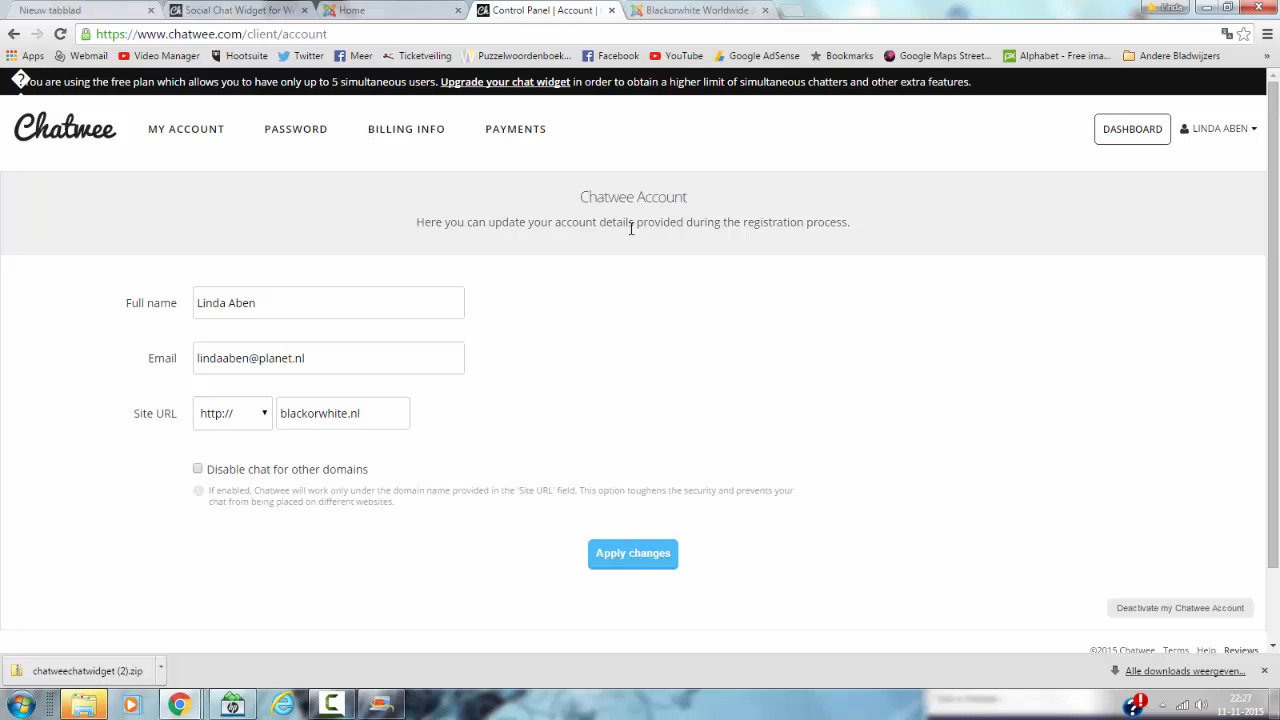 Nieuw tabblad
Social Chat Widget for W
Home
Control Panel | Account |
Blackorwhite Worldwide
Linda
https://www.chatwee.com/client/account
Apps Webmail Video Manager Hootsuite Twitter Meer Ticketveiling Puzzelwoordenboek... Facebook YouTube Google AdSense Bookmarks Google Maps Street... Alphabet - Free ima... Andere Bladwijzers
You are using the free plan which allows you to have only up to 5 simultaneous users. Upgrade your chat widget in order to obtain a higher limit of simultaneous chatters and other extra features.
Chatwee MY ACCOUNT PASSWORD BILLING INFO PAYMENTS DASHBOARD LINDA ABEN
Chatwee Account
Here you can update your account details provided during the registration process.
Full name Linda Aben
Email lindaaben@planet.nl
Site URL http:// blackorwhite.nl
Disable chat for other domains
If enabled, Chatwee will work only under the domain name provided in the 'Site URL' field. This option toughens the security and prevents your
chat from being placed on different websites.
Apply changes
Deactivate my Chatwee Account
©2015 Chatwee Terms Help Reviews
chatweechatwidget (2).zip
Alle downloads weergeven...
22:27
11-11-2015